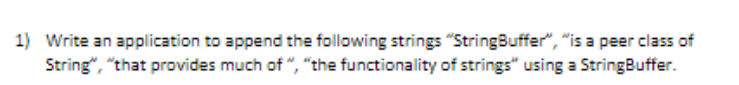 1) Write an application to append the following strings “StringBuffer”, “is a peer class of
String”, “that provides much of “, “the functionality of strings” using a StringBuffer.